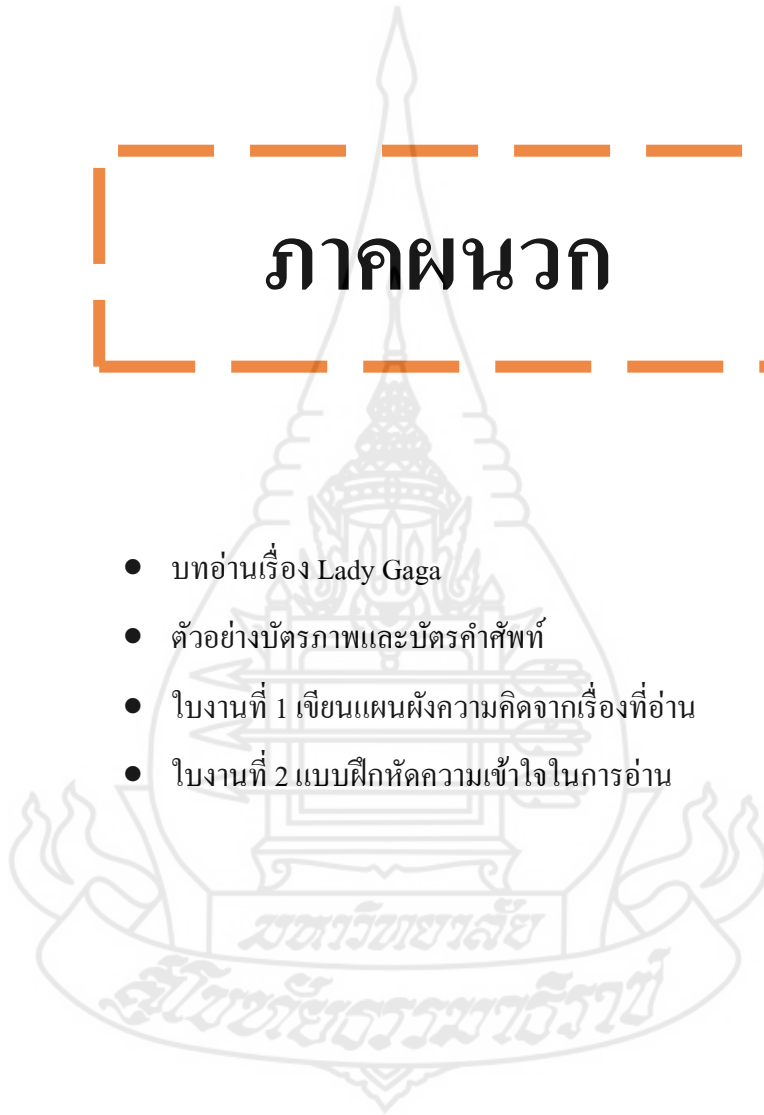 ภาคผนวก
● บทอ่านเรื่อง Lady Gaga
● ตัวอย่างบัตรภาพและบัตรคำศัพท์
● ใบงานที่ 1 เขียนแผนผังความคิดจากเรื่องที่อ่าน
● ใบงานที่ 2 แบบฝึกหัดความเข้าใจในการอ่าน
มหาวิทยาลัย
สุโขทัยธรรมาธิราช